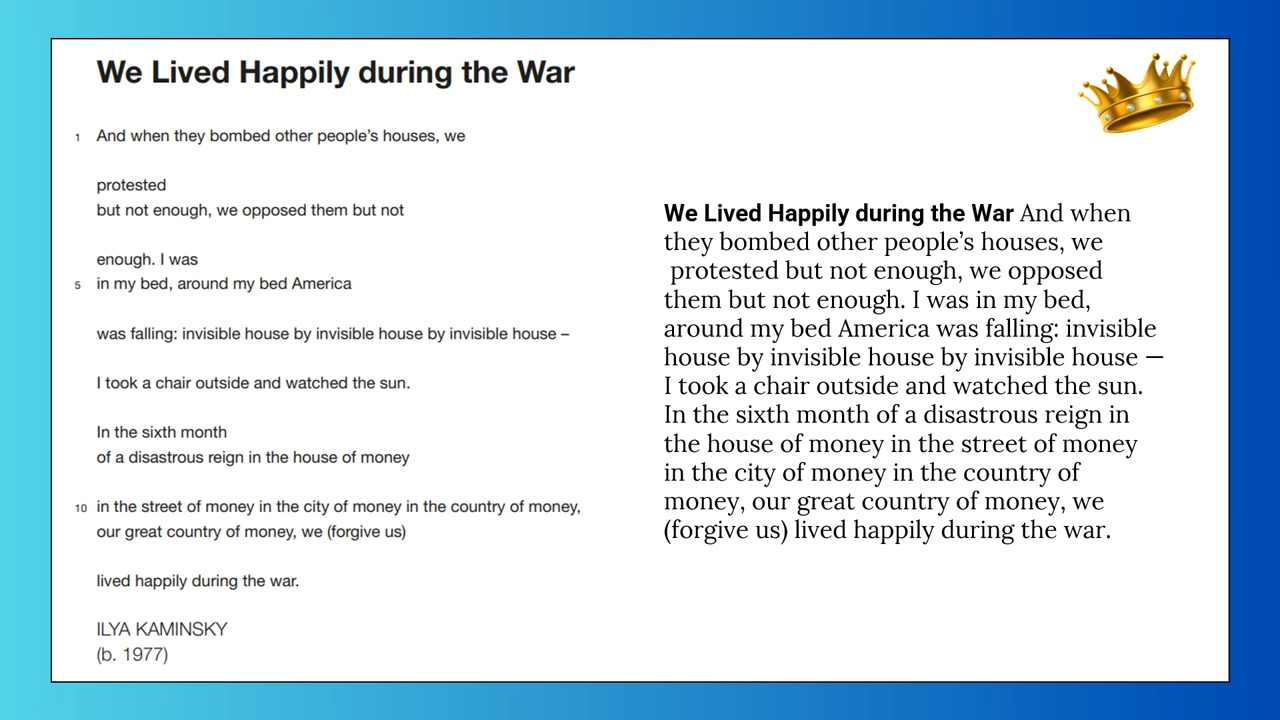 We Lived Happily during the War
1 And when they bombed other people’s houses, we
protested
but not enough, we opposed them but not
enough. I was
5 in my bed, around my bed America
was falling: invisible house by invisible house by invisible house –
I took a chair outside and watched the sun.
In the sixth month
of a disastrous reign in the house of money
10 in the street of money in the city of money in the country of money,
our great country of money, we (forgive us)
lived happily during the war.
ILYA KAMINSKY
(b. 1977)
We Lived Happily during the War And when
they bombed other people’s houses, we
protested but not enough, we opposed
them but not enough. I was in my bed,
around my bed America was falling: invisible
house by invisible house by invisible house —
I took a chair outside and watched the sun.
In the sixth month of a disastrous reign in
the house of money in the street of money
in the city of money in the country of
money, our great country of money, we
(forgive us) lived happily during the war.